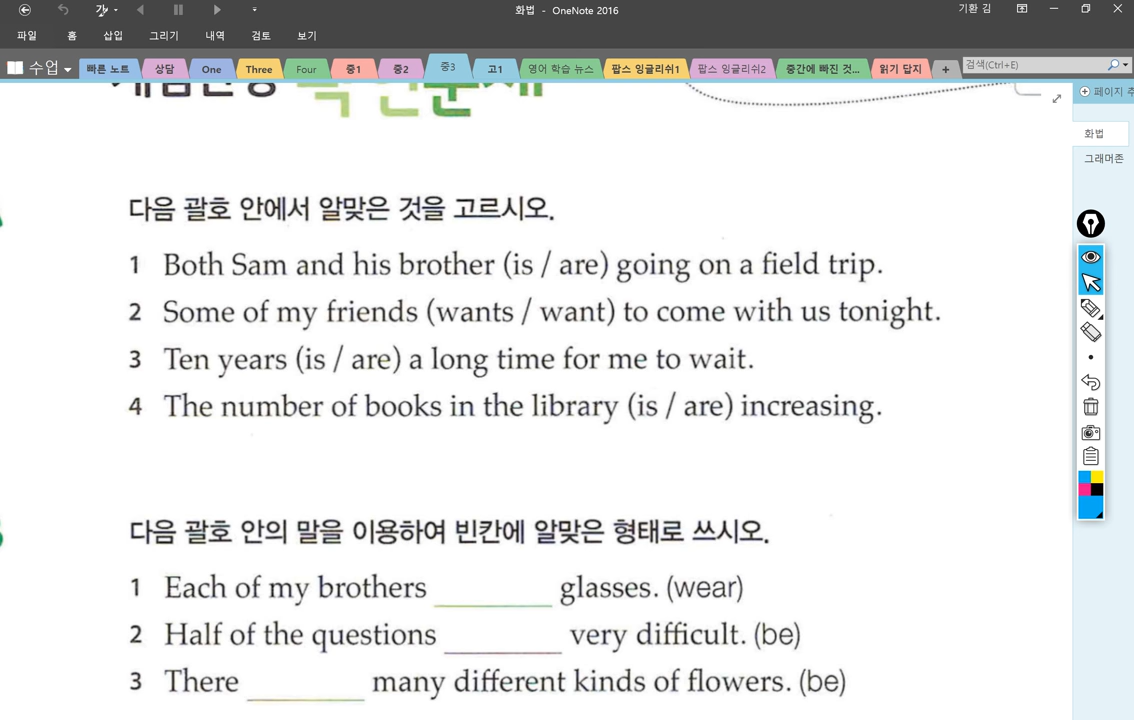 화법 - OneNote 2016
기환 김
파일 홈 삽입 그리기 내역 검토 보기
수업 빠른 노트 상담 One Three Four 중1 중2 중3 고1 영어 학습 뉴스 팝스 잉글리쉬1 팝스 잉글리쉬2 중간에 빠진 것... 읽기 답지 + 검색(Ctrl+E)
페이지 추
화법
그래머존
다음 괄호 안에서 알맞은 것을 고르시오.
1 Both Sam and his brother (is / are) going on a field trip.
2 Some of my friends (wants / want) to come with us tonight.
3 Ten years (is / are) a long time for me to wait.
4 The number of books in the library (is / are) increasing.
다음 괄호 안의 말을 이용하여 빈칸에 알맞은 형태로 쓰시오.
1 Each of my brothers ________ glasses. (wear)
2 Half of the questions ________ very difficult. (be)
3 There ________ many different kinds of flowers. (be)